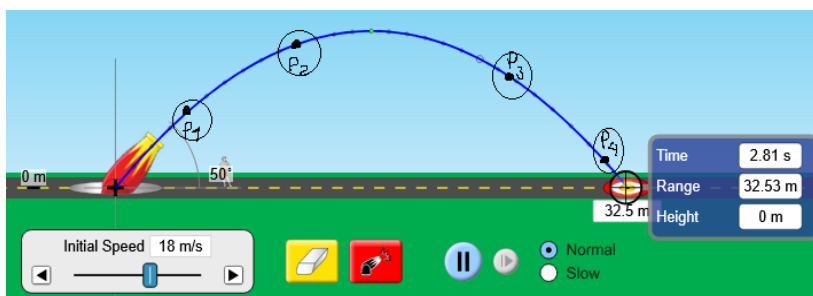 P1
P2
P3
P4
0 m
50°
32.5 m
Time 2.81 s
Range 32.53 m
Height 0 m
Initial Speed 18 m/s
Normal
Slow